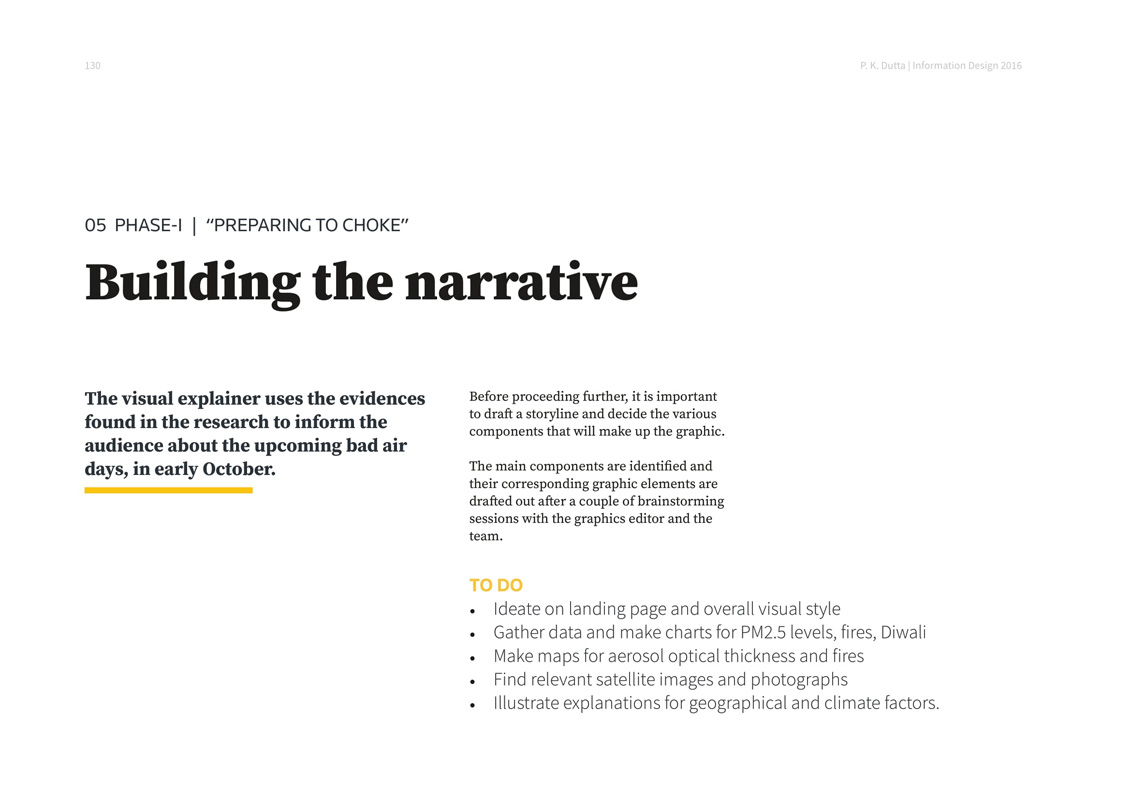 130
P. K. Dutta | Information Design 2016
05 PHASE-I | “PREPARING TO CHOKE”
Building the narrative
The visual explainer uses the evidences
found in the research to inform the
audience about the upcoming bad air
days, in early October.
Before proceeding further, it is important
to draft a storyline and decide the various
components that will make up the graphic.
The main components are identified and
their corresponding graphic elements are
drafted out after a couple of brainstorming
sessions with the graphics editor and the
team.
TO DO
• Ideate on landing page and overall visual style
• Gather data and make charts for PM2.5 levels, fires, Diwali
• Make maps for aerosol optical thickness and fires
• Find relevant satellite images and photographs
• Illustrate explanations for geographical and climate factors.